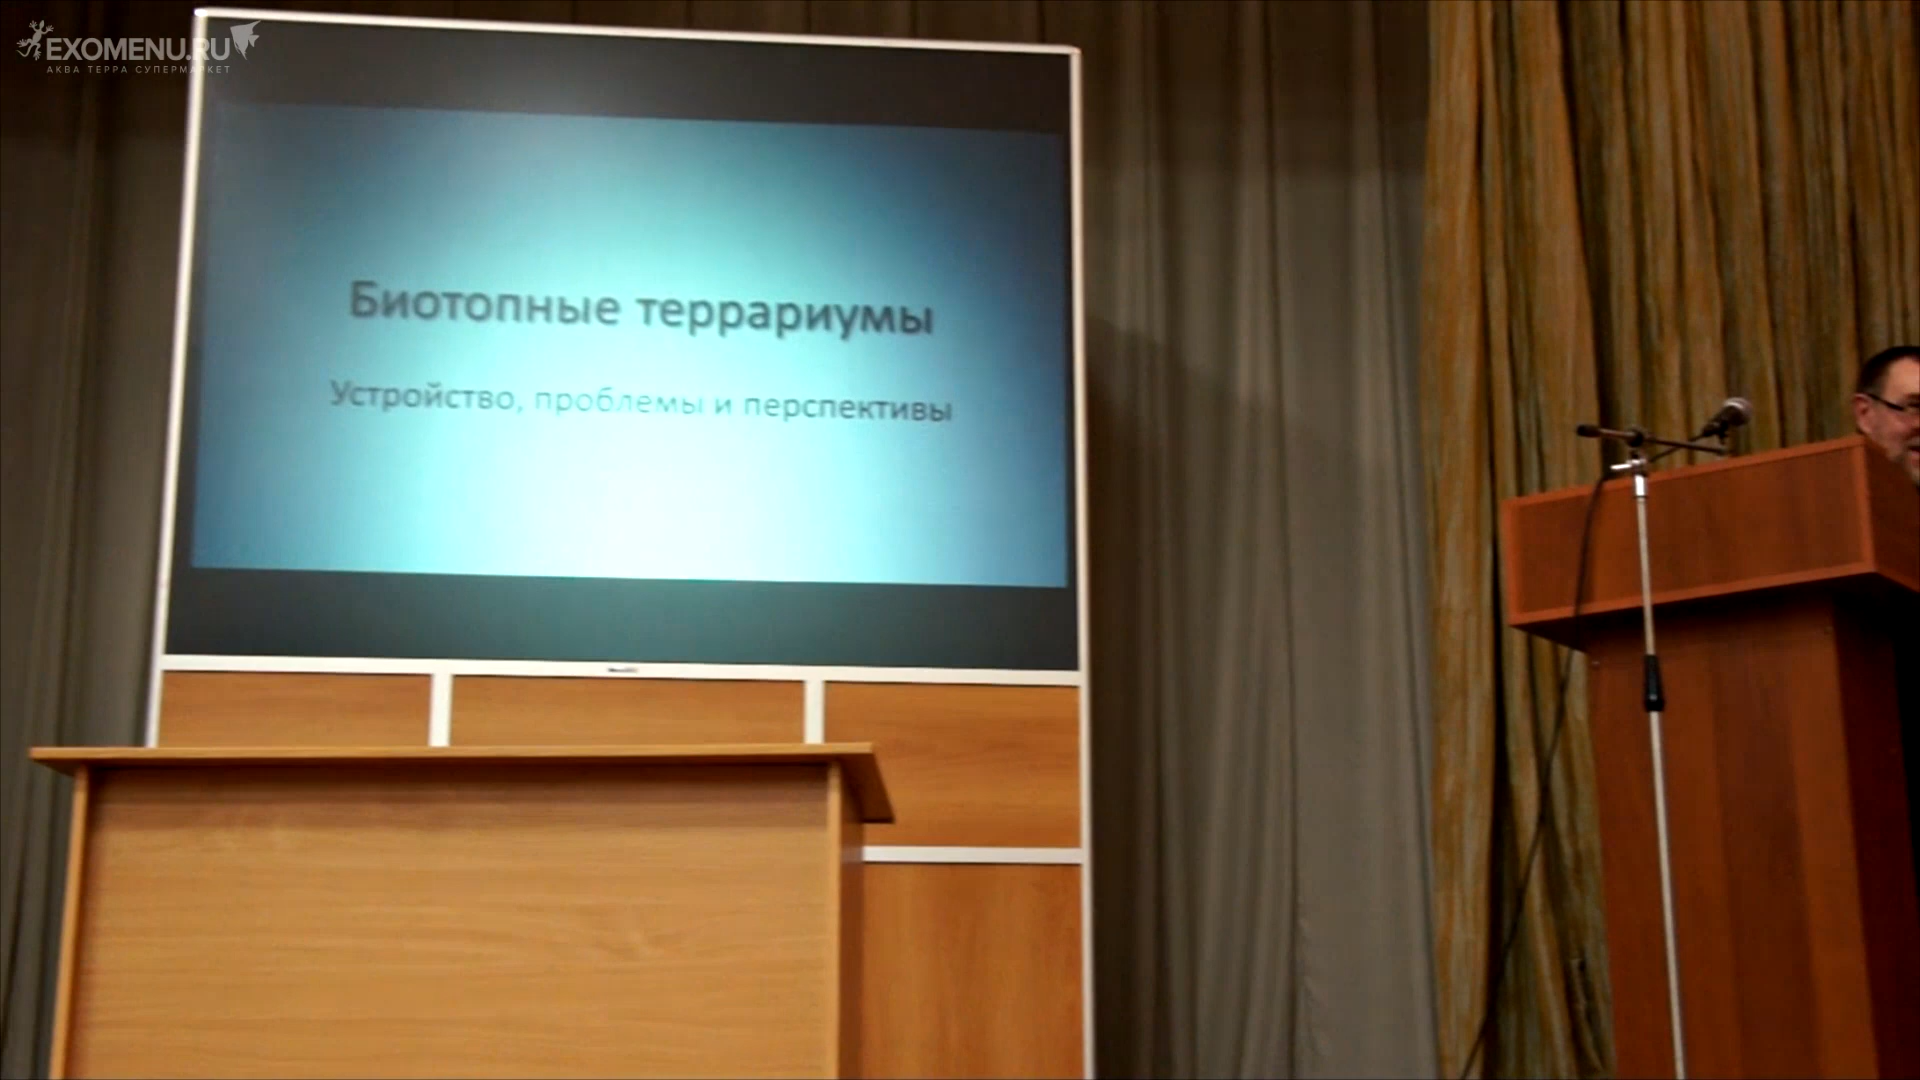 EXOMENU.RU
АКВА ТЕРРА СУПЕРМАРКЕТ
Биотопные террариумы
Устройство, проблемы и перспективы